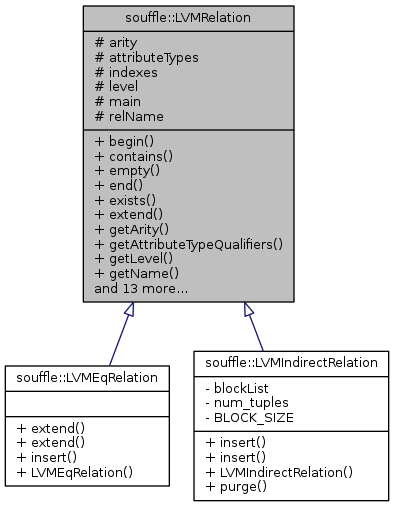 souffle::LVMRelation
# arity
# attributeTypes
# indexes
# level
# main
# relName
+ begin()
+ contains()
+ empty()
+ end()
+ exists()
+ extend()
+ getArity()
+ getAttributeTypeQualifiers()
+ getLevel()
+ getName()
and 13 more...
souffle::LVMEqRelation
+ extend()
+ extend()
+ insert()
+ LVMEqRelation()
souffle::LVMIndirectRelation
- blockList
- num_tuples
- BLOCK_SIZE
+ insert()
+ insert()
+ LVMIndirectRelation()
+ purge()